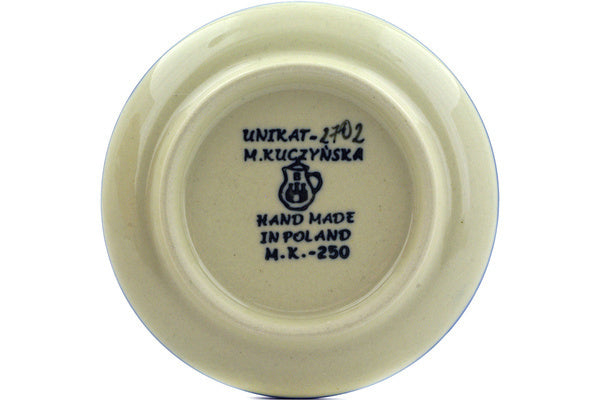 UNIKAT-2702
M.KUCZYŃSKA
B
HAND MADE
IN POLAND
M.K.-250